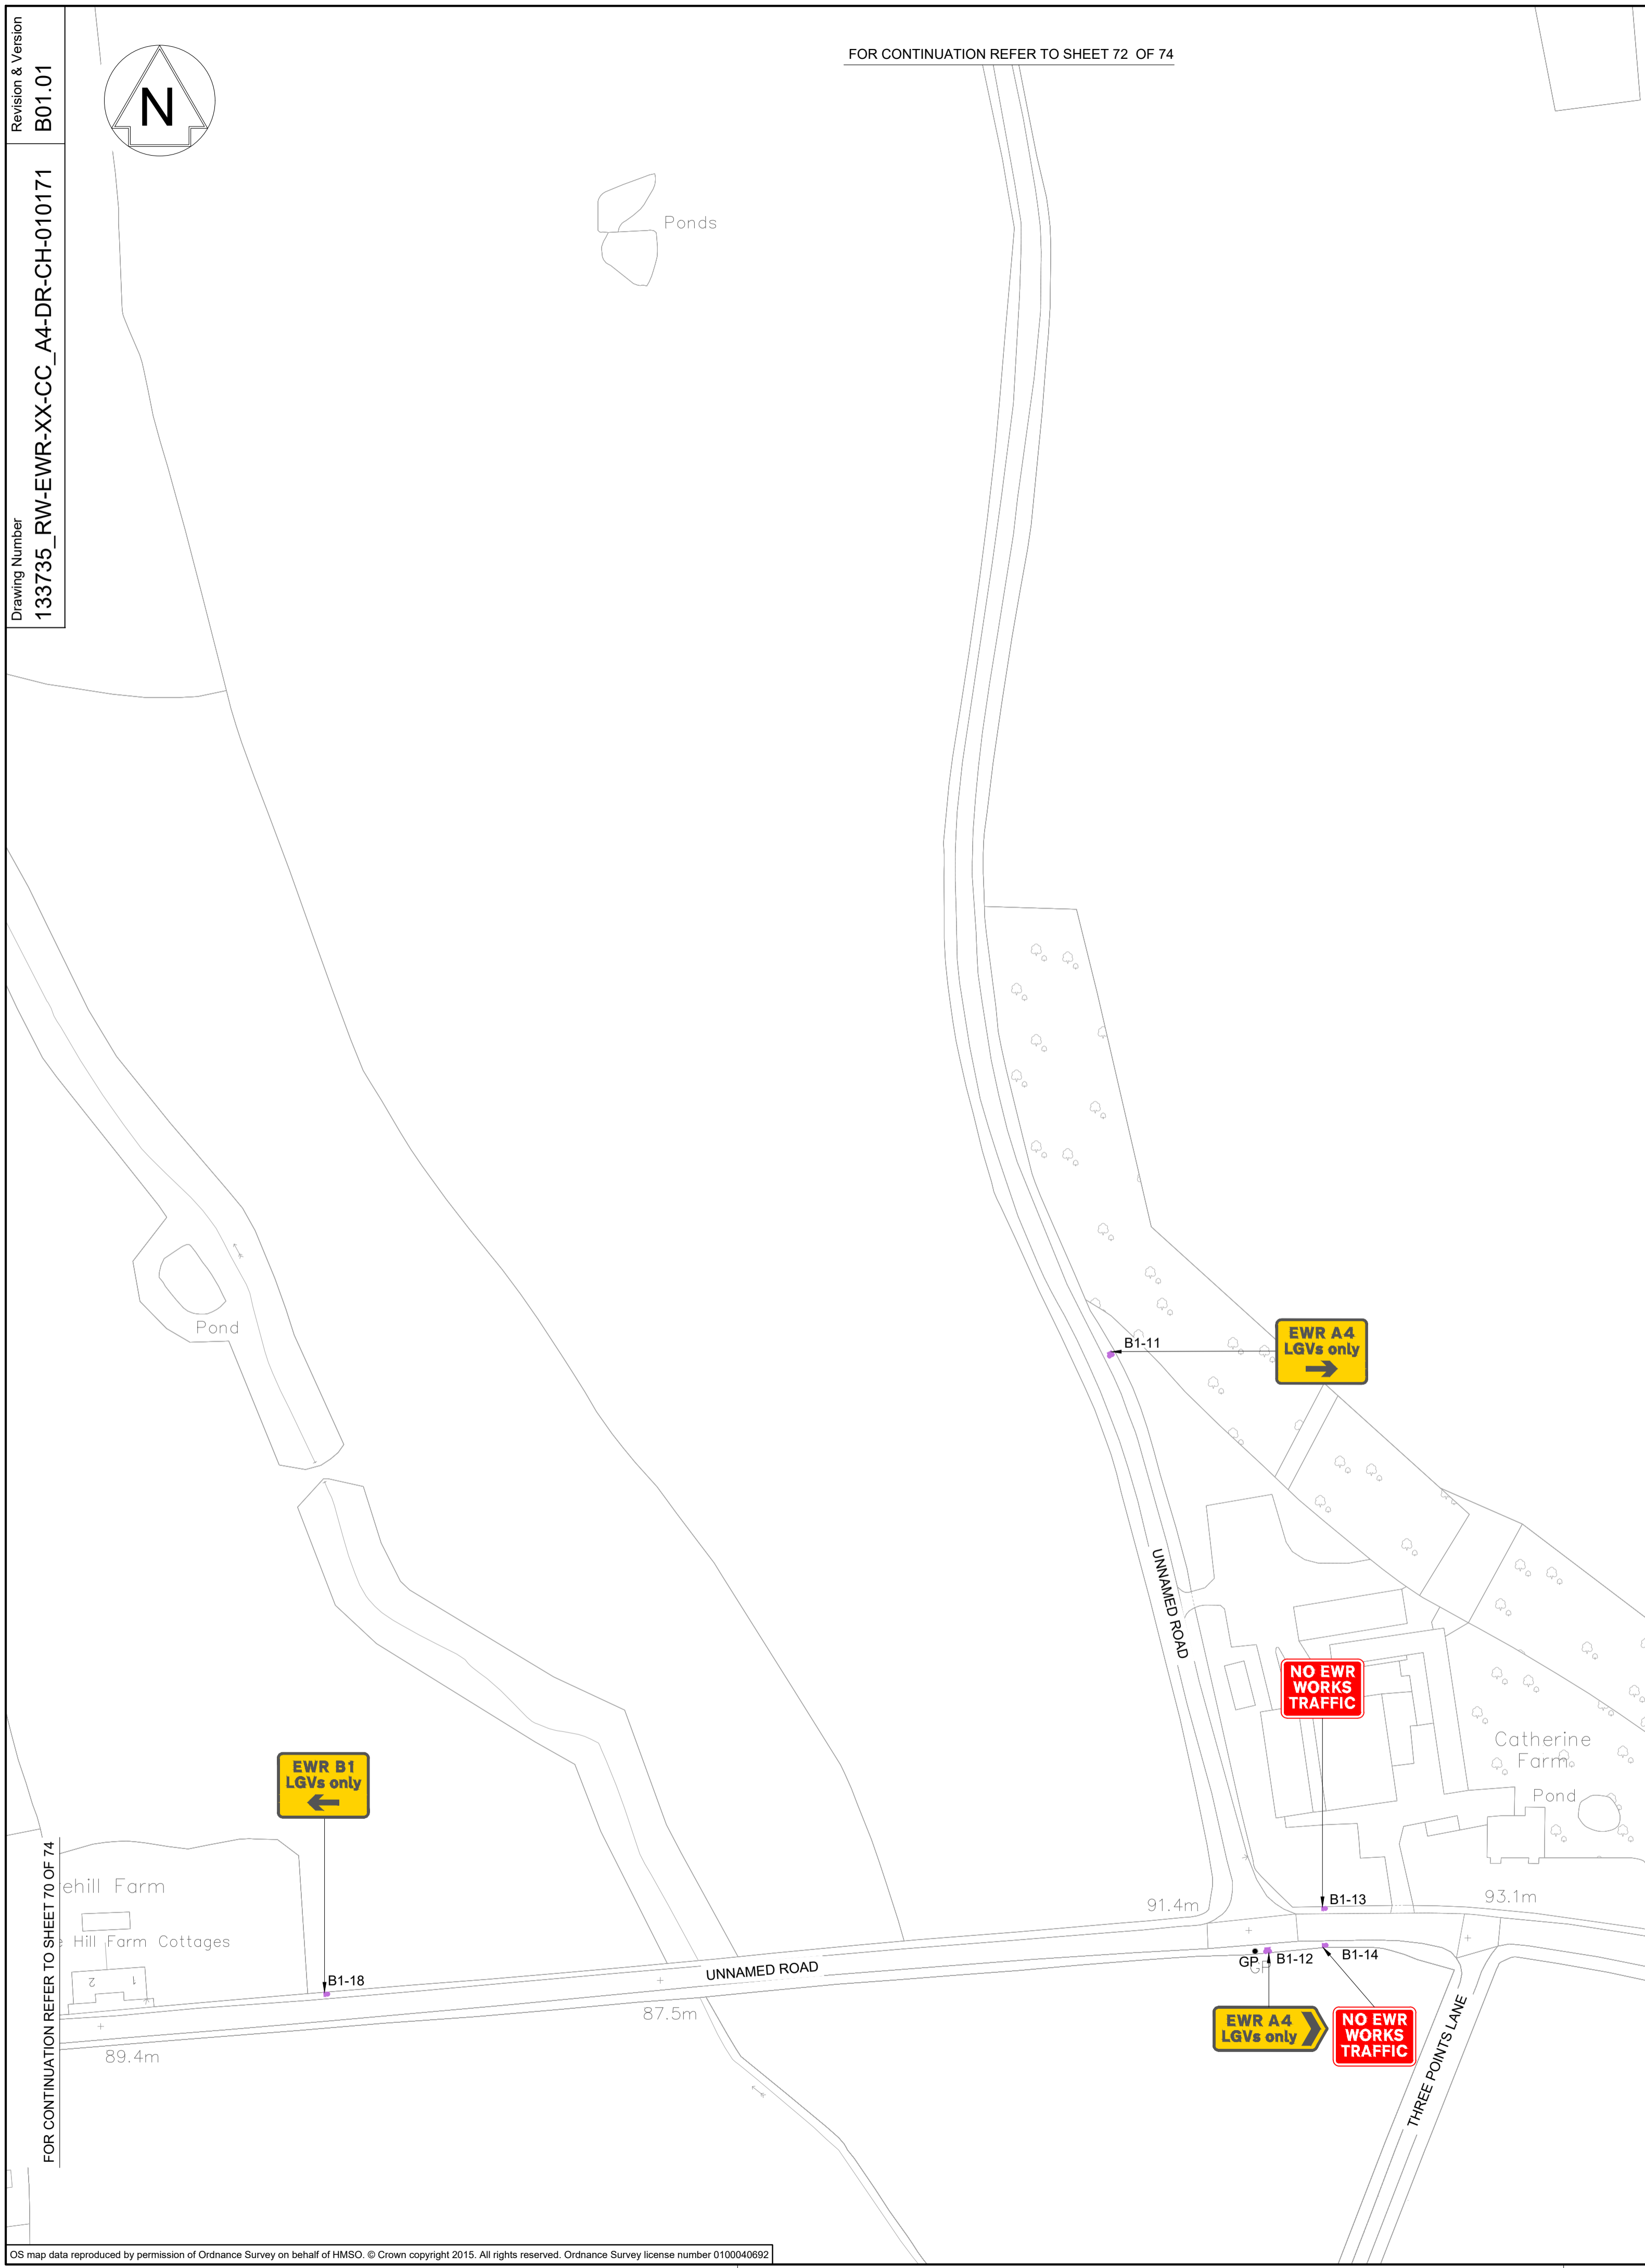 Revision & Version
B01.01
Drawing Number
133735_RW-EWR-XX-CC_A4-DR-CH-010171
N
FOR CONTINUATION REFER TO SHEET 72 OF 74
Ponds
Pond
B1-11
EWR A4
LGVs only
UNNAMED ROAD
NO EWR
WORKS
TRAFFIC
Catherine
Farm
Pond
EWR B1
LGVs only
FOR CONTINUATION REFER TO SHEET 70 OF 74
ehill Farm
e Hill Farm Cottages
2
1
B1-18
89.4m
UNNAMED ROAD
87.5m
91.4m
B1-13
93.1m
GP
GP
B1-12
B1-14
EWR A4
LGVs only
NO EWR
WORKS
TRAFFIC
THREE POINTS LANE
OS map data reproduced by permission of Ordnance Survey on behalf of HMSO. © Crown copyright 2015. All rights reserved. Ordnance Survey license number 0100040692